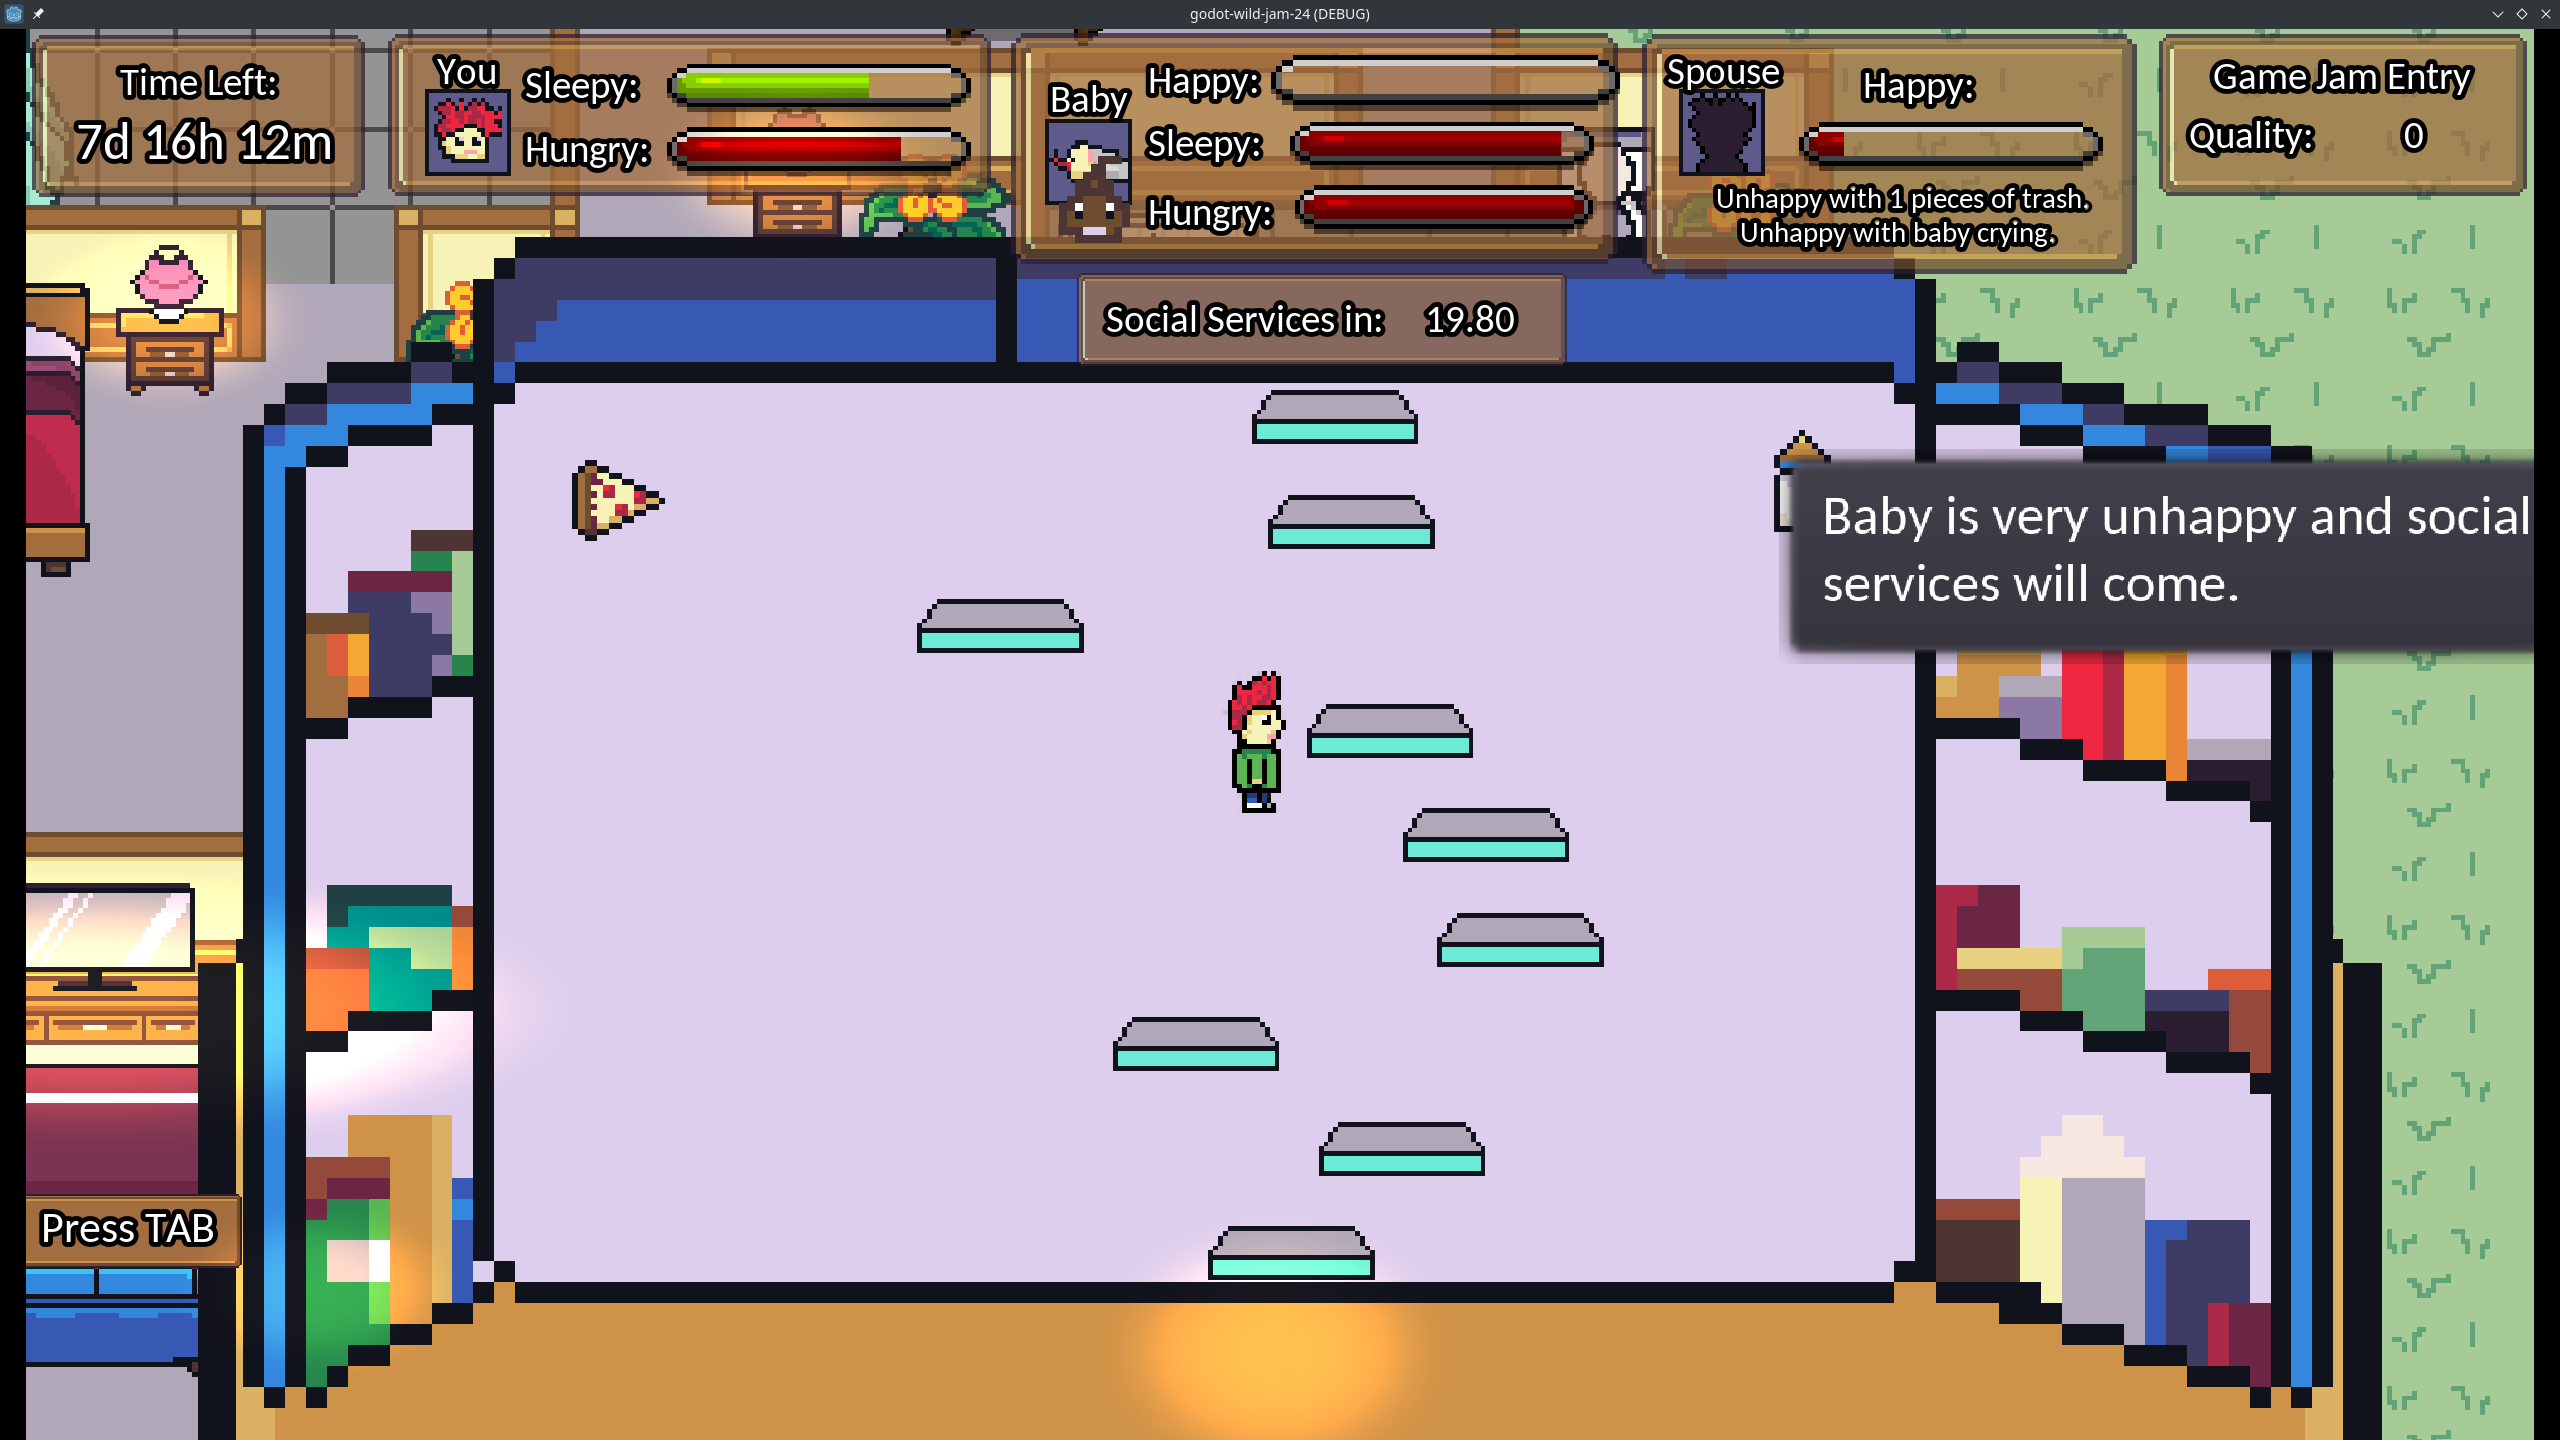 godot-wild-jam-24 (DEBUG)
Time Left:
7d 16h 12m
You
Sleepy:
Hungry:
Baby
Happy:
Sleepy:
Hungry:
Spouse
Happy:
Unhappy with 1 pieces of trash.
Unhappy with baby crying.
Game Jam Entry
Quality: 0
Social Services in: 19.80
Baby is very unhappy and social
services will come.
Press TAB